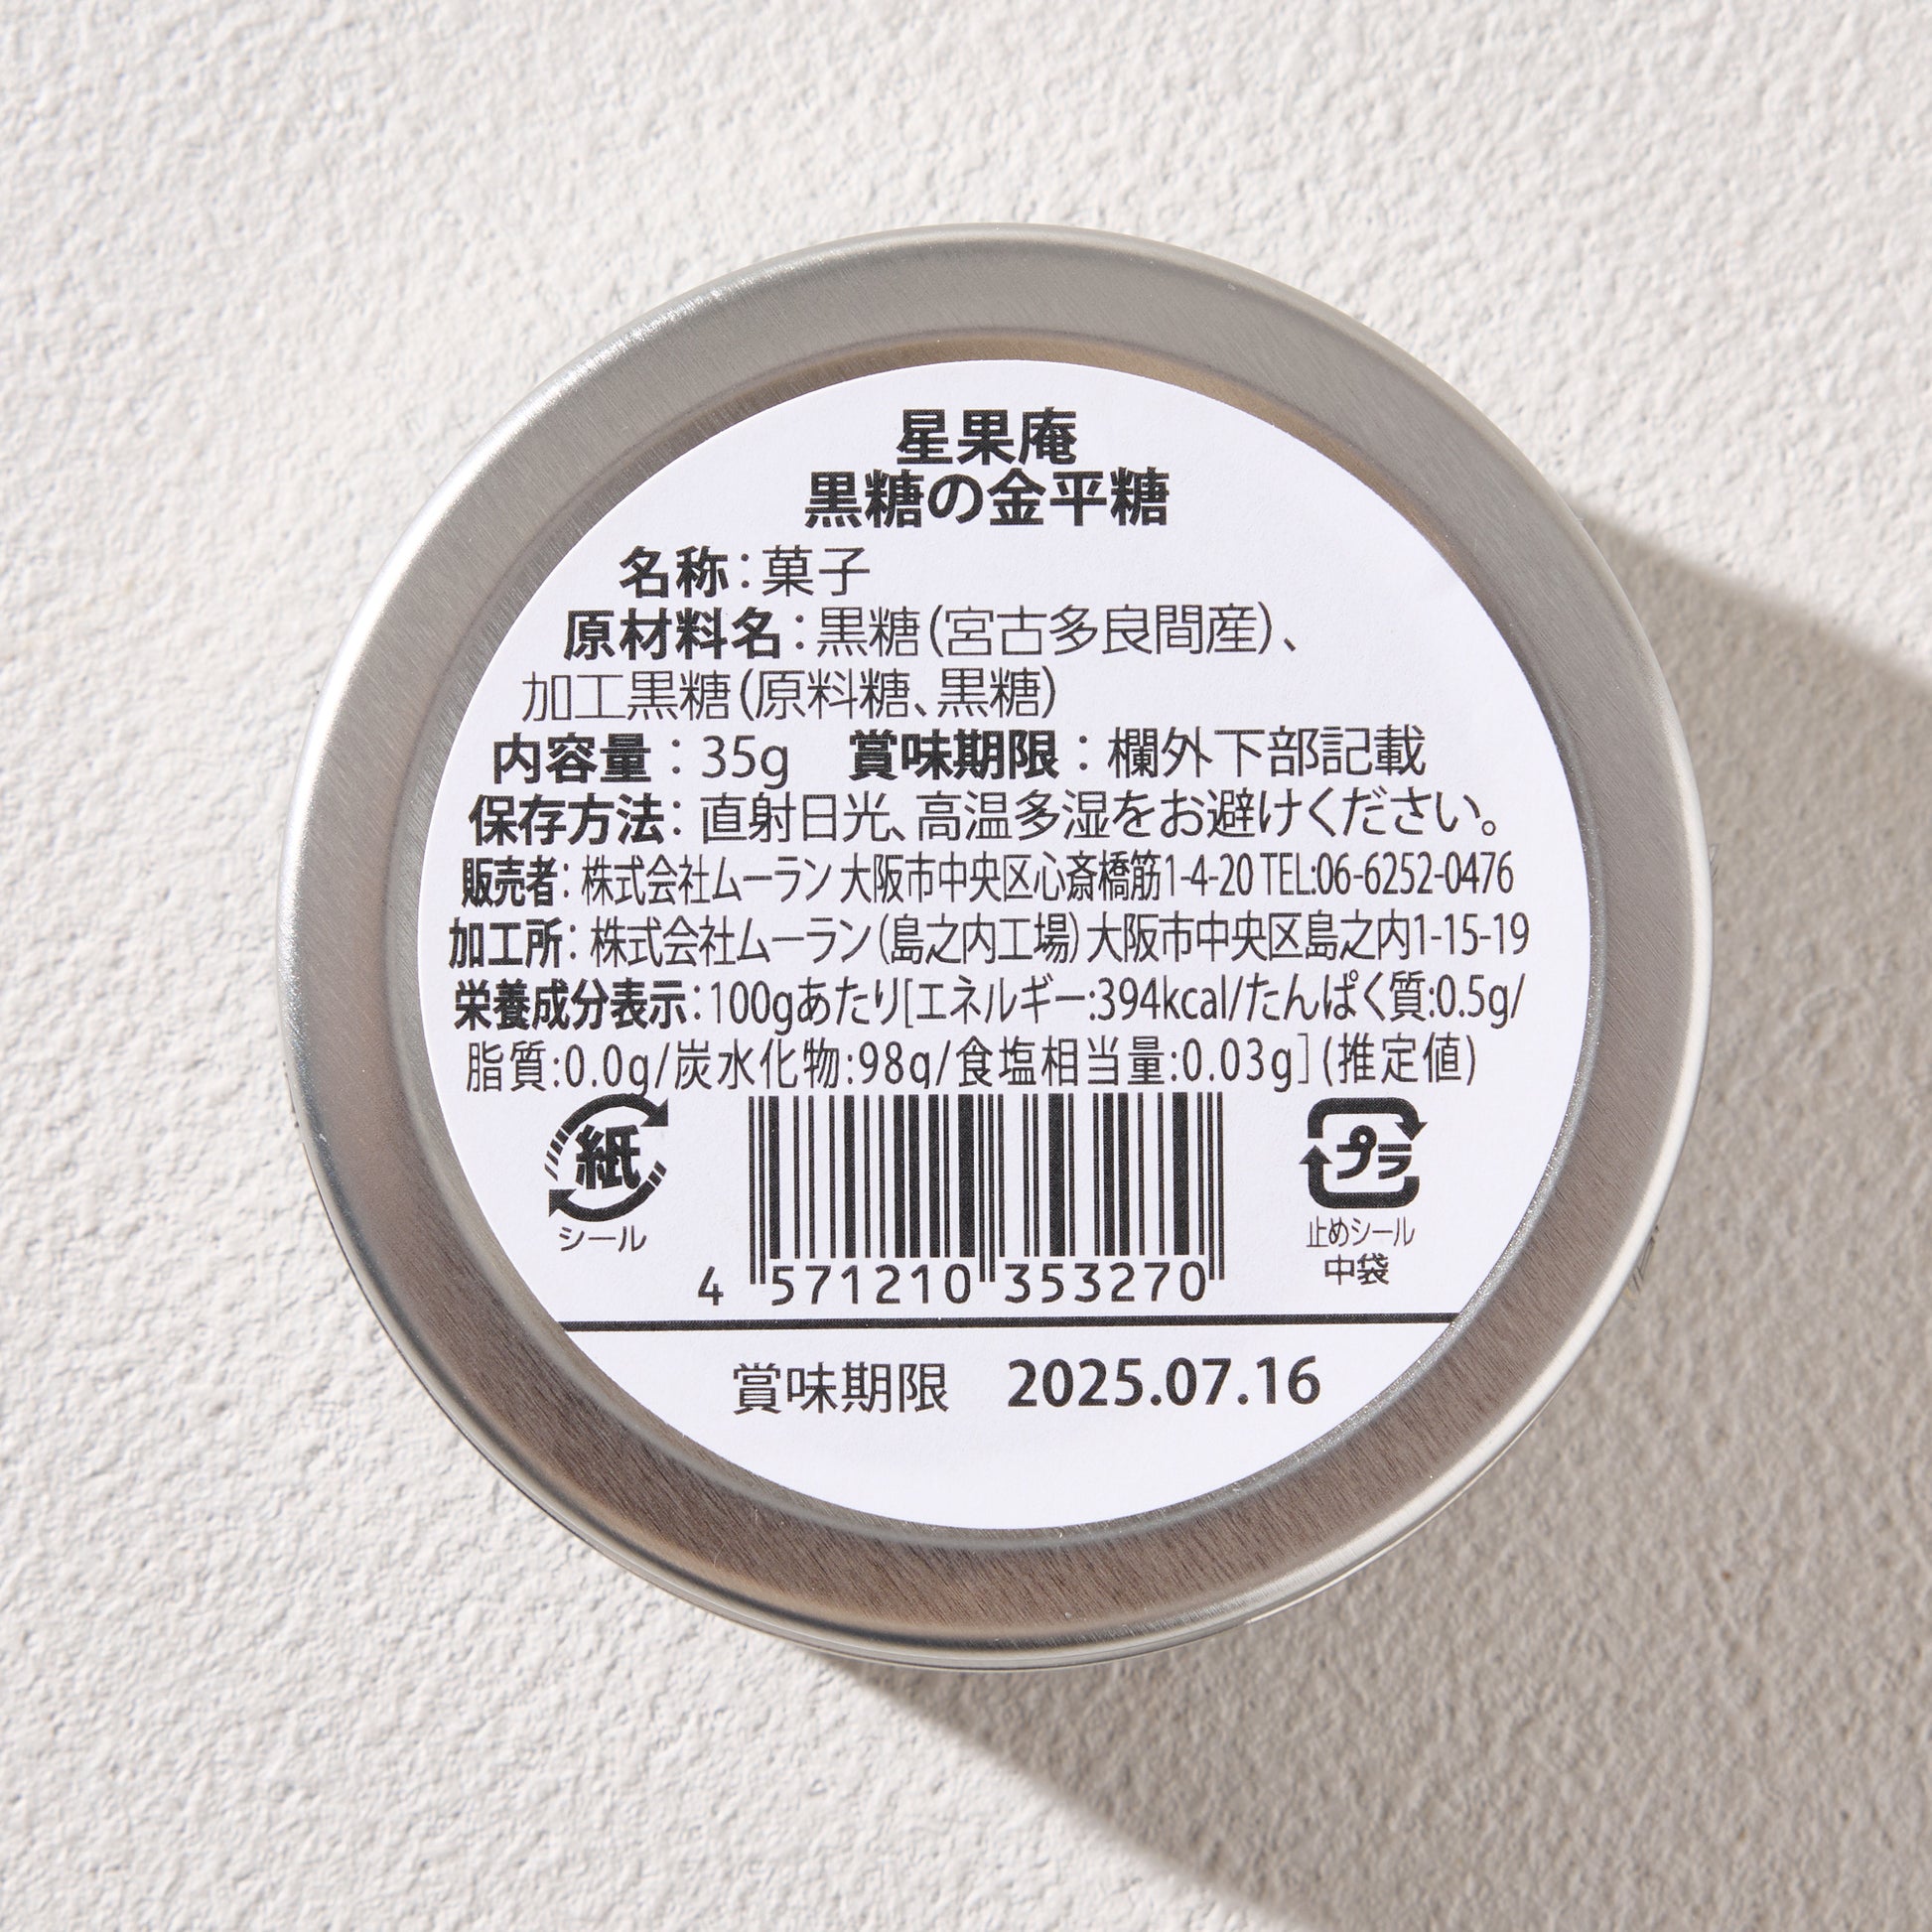 星果庵
黒糖の金平糖
名称：菓子
原材料名：黒糖（宮古多良間産）、
加工黒糖（原料糖、黒糖）
内容量：35g　賞味期限：欄外下部記載
保存方法：直射日光、高温多湿をお避けください。
販売者：株式会社ムーラン 大阪市中央区心斎橋筋1-4-20 TEL:06-6252-0476
加工所：株式会社ムーラン（島之内工場）大阪市中央区島之内1-15-19
栄養成分表示：100gあたり[エネルギー:394kcal/たんぱく質:0.5g/
脂質:0.0g/炭水化物:98g/食塩相当量:0.03g]（推定値）
紙
シール
4 571210 353270
プラ
止めシール
中袋
賞味期限　2025.07.16